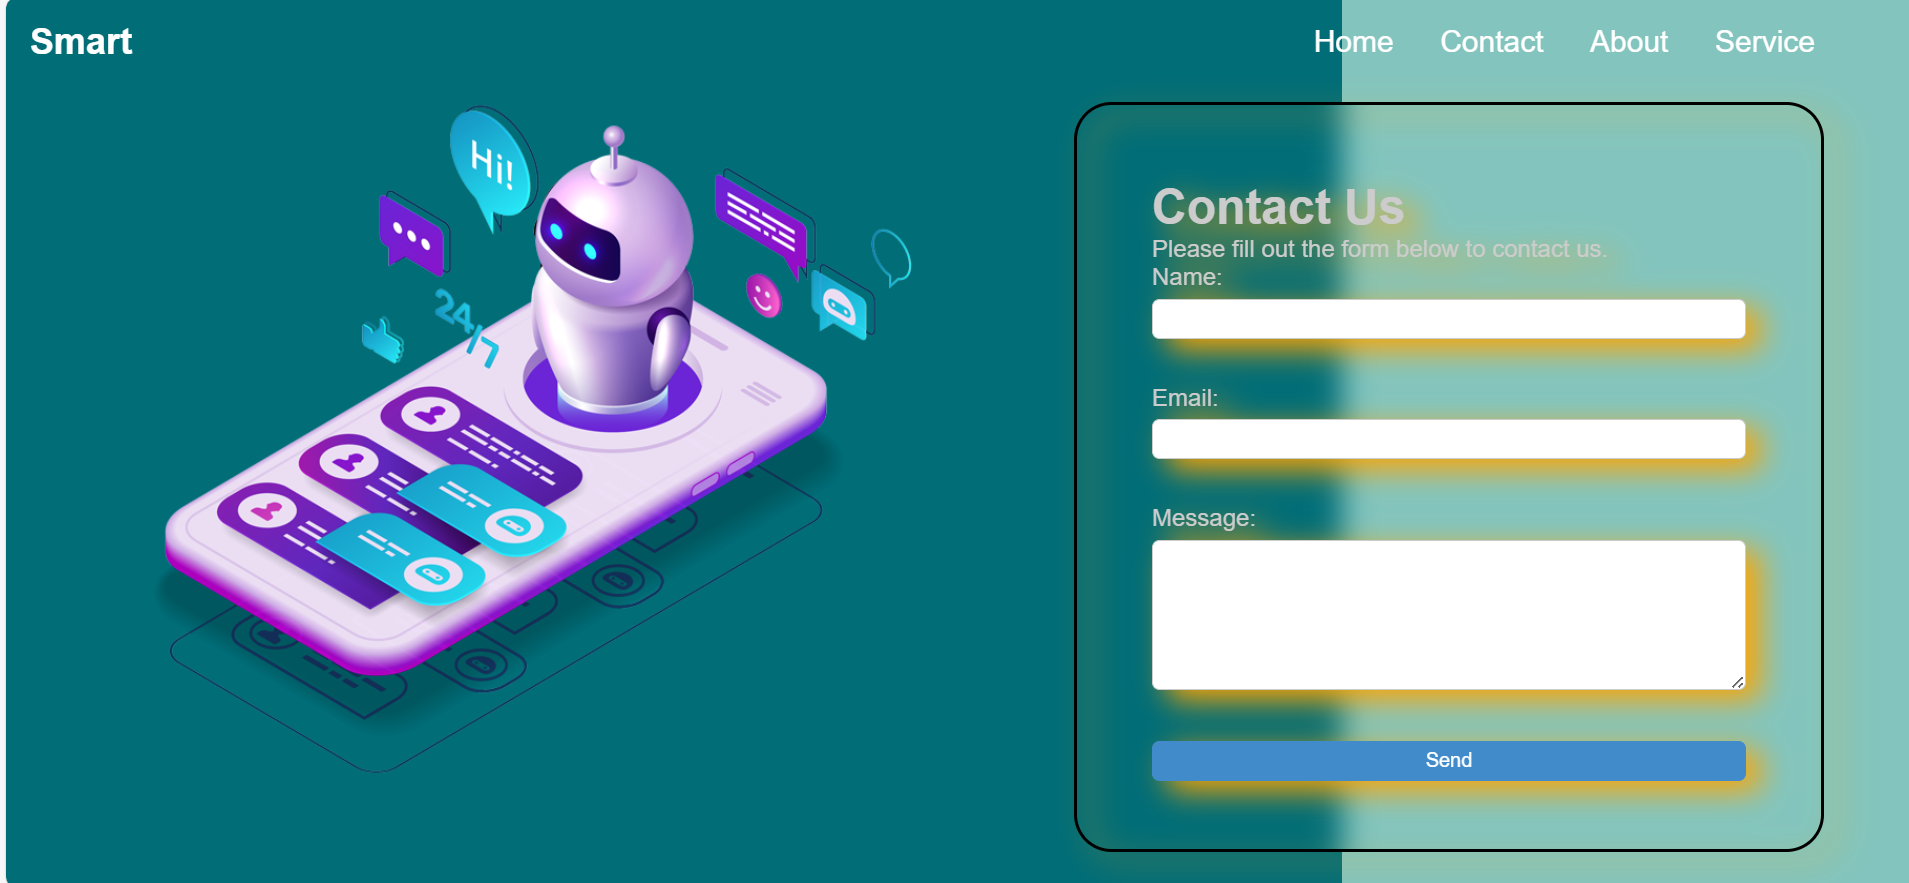 Smart
Home
Contact
About
Service
Hi!
24/7
Contact Us
Please fill out the form below to contact us.
Name:
Email:
Message:
Send